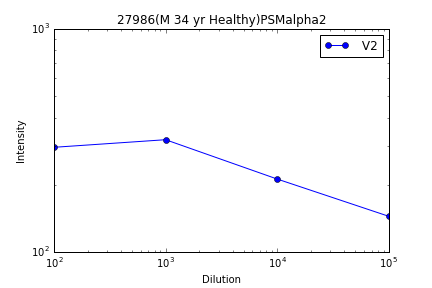 27986(M 34 yr Healthy)PSMalpha2
10³
V2
Intensity
10²
10² 10³ 10⁴ 10⁵
Dilution